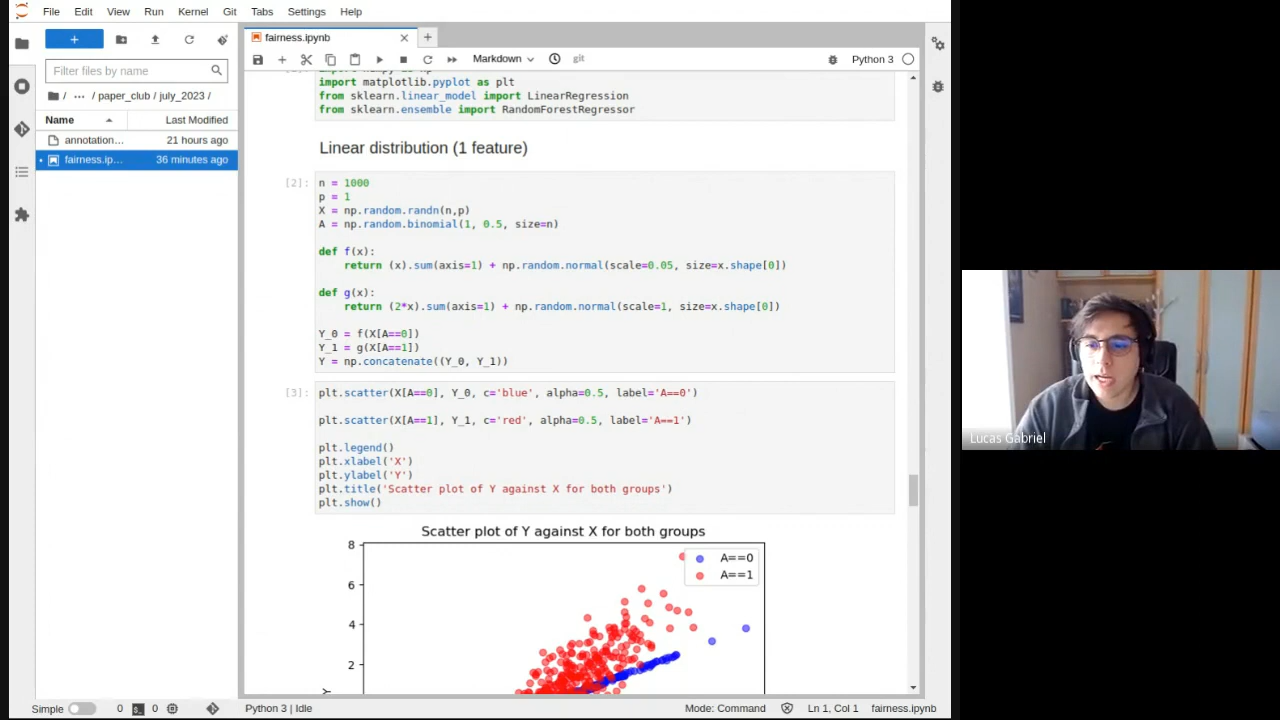 File Edit View Run Kernel Git Tabs Settings Help
fairness.ipynb
Markdown
git
Python 3
Filter files by name
/ ··· / paper_club / july_2023 /
Name Last Modified
annotation... 21 hours ago
fairness.ip... 36 minutes ago
import matplotlib.pyplot as plt
from sklearn.linear_model import LinearRegression
from sklearn.ensemble import RandomForestRegressor
Linear distribution (1 feature)
[2]:
n = 1000
p = 1
X = np.random.randn(n,p)
A = np.random.binomial(1, 0.5, size=n)
def f(x):
return (x).sum(axis=1) + np.random.normal(scale=0.05, size=x.shape[0])
def g(x):
return (2*x).sum(axis=1) + np.random.normal(scale=1, size=x.shape[0])
Y_0 = f(X[A==0])
Y_1 = g(X[A==1])
Y = np.concatenate((Y_0, Y_1))
[3]:
plt.scatter(X[A==0], Y_0, c='blue', alpha=0.5, label='A==0')
plt.scatter(X[A==1], Y_1, c='red', alpha=0.5, label='A==1')
plt.legend()
plt.xlabel('X')
plt.ylabel('Y')
plt.title('Scatter plot of Y against X for both groups')
plt.show()
Scatter plot of Y against X for both groups
8
6
4
2
Y
A==0
A==1
Lucas Gabriel
Simple 0 0 Python 3 | Idle Mode: Command Ln 1, Col 1 fairness.ipynb